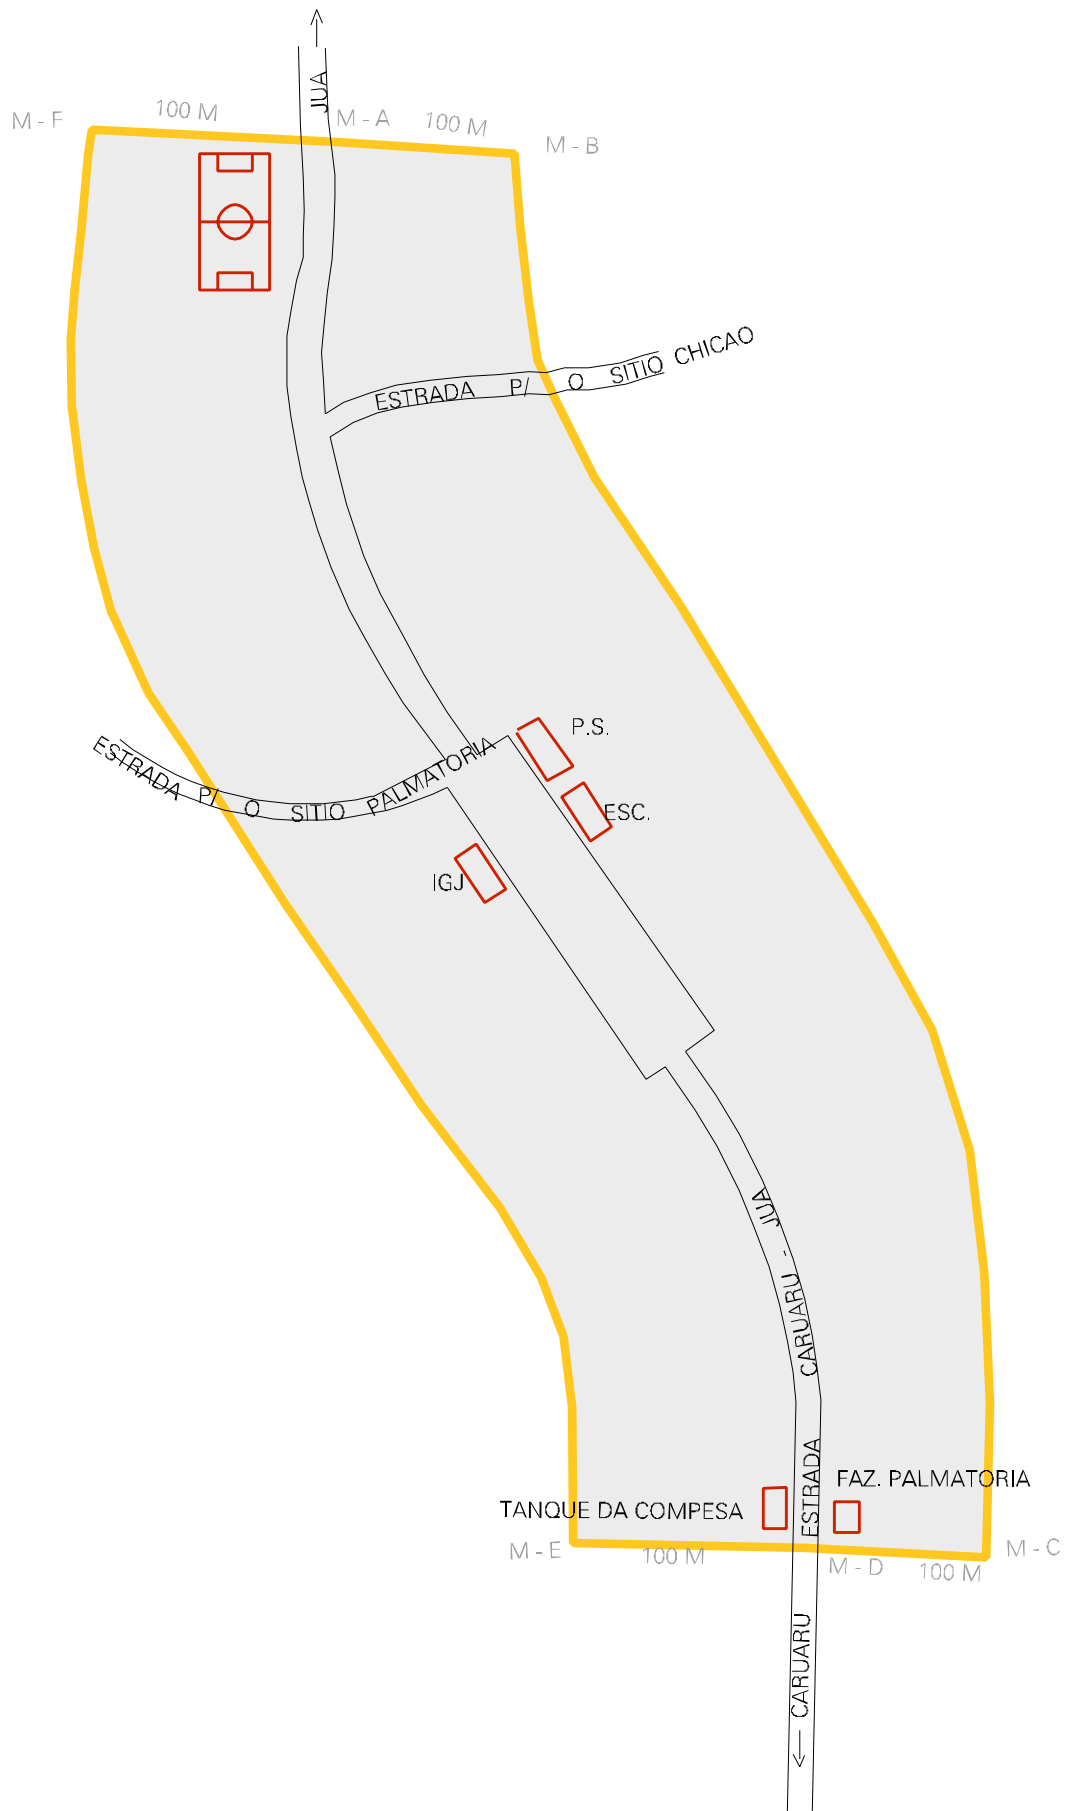 JUA
M - F
100 M
M - A
100 M
M - B
ESTRADA P/ O SITIO CHICAO
P.S.
ESTRADA P/ O SITIO PALMATORIA
ESC.
IGJ
ESTRADA CARUARU - JUA
FAZ. PALMATORIA
TANQUE DA COMPESA
M - E
100 M
M - D
100 M
M - C
CARUARU